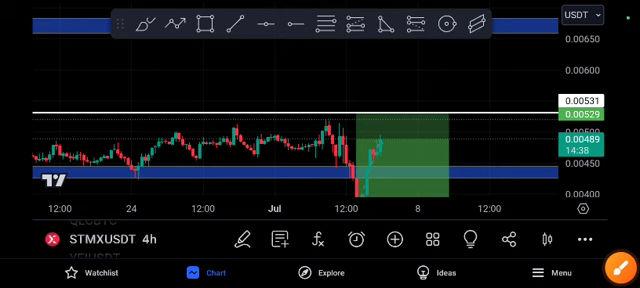 USDT
0.00650
0.00600
0.00531
0.00529
0.00489
14:38
0.00450
0.00400
12:00 24 12:00 Jul 12:00 8 12:00
STMXUSDT 4h
Watchlist Chart Explore Ideas Menu